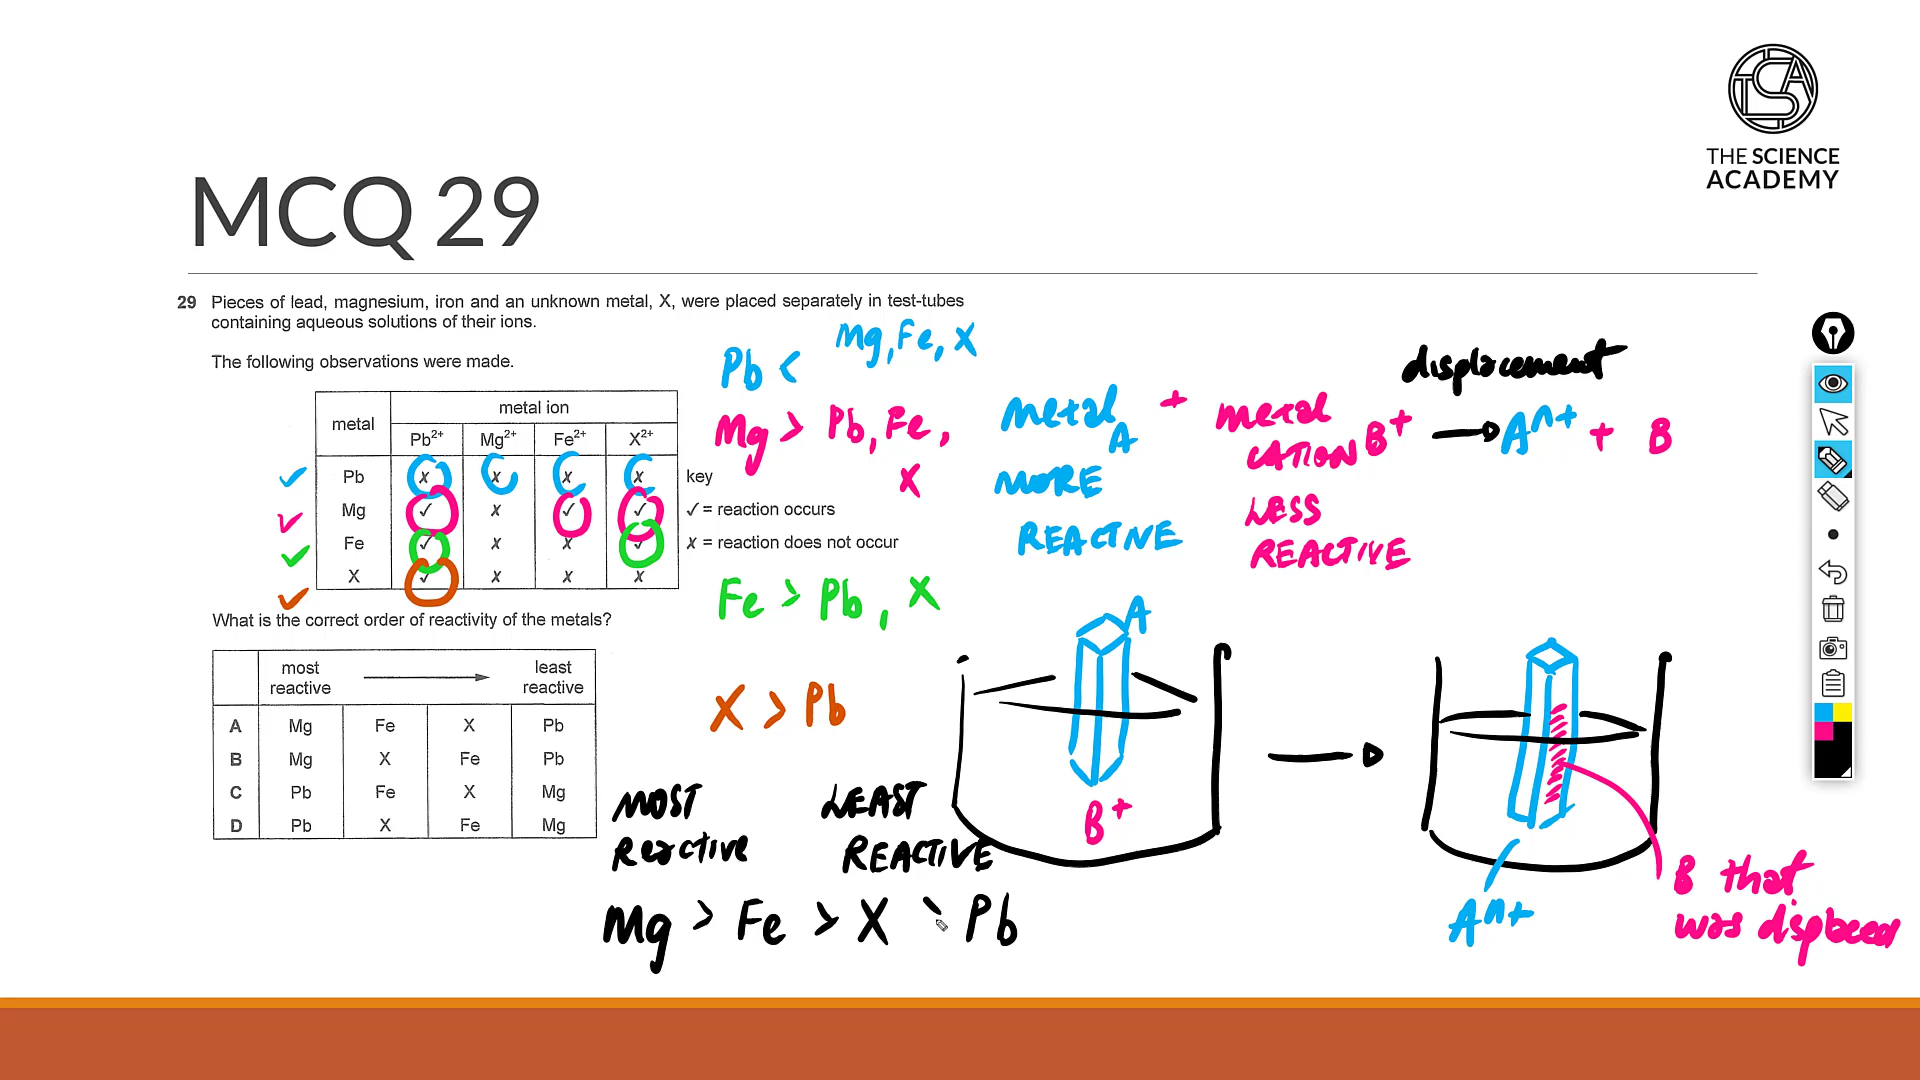 THE SCIENCE
ACADEMY
MCQ 29
29 Pieces of lead, magnesium, iron and an unknown metal, X, were placed separately in test-tubes
containing aqueous solutions of their ions.
The following observations were made.
metal metal ion
Pb²⁺ Mg²⁺ Fe²⁺ X²⁺
Pb ✗ ✗ ✗ ✗
Mg ✓ ✗ ✓ ✓
Fe ✓ ✗ ✗ ✓
X ✓ ✗ ✗ ✗
key
✓ = reaction occurs
✗ = reaction does not occur
What is the correct order of reactivity of the metals?
most reactive → least reactive
A Mg Fe X Pb
B Mg X Fe Pb
C Pb Fe X Mg
D Pb X Fe Mg
Pb < Mg, Fe, X
Mg > Pb, Fe,
X
Fe > Pb, X
X > Pb
MOST
Reactive
LEAST
REACTIVE
Mg > Fe > X Pb
displacement
metal A + metal CATION B⁺ → Aⁿ⁺ + B
MORE
REACTIVE
LESS
REACTIVE
A
B⁺
Aⁿ⁺
B that
was displaced